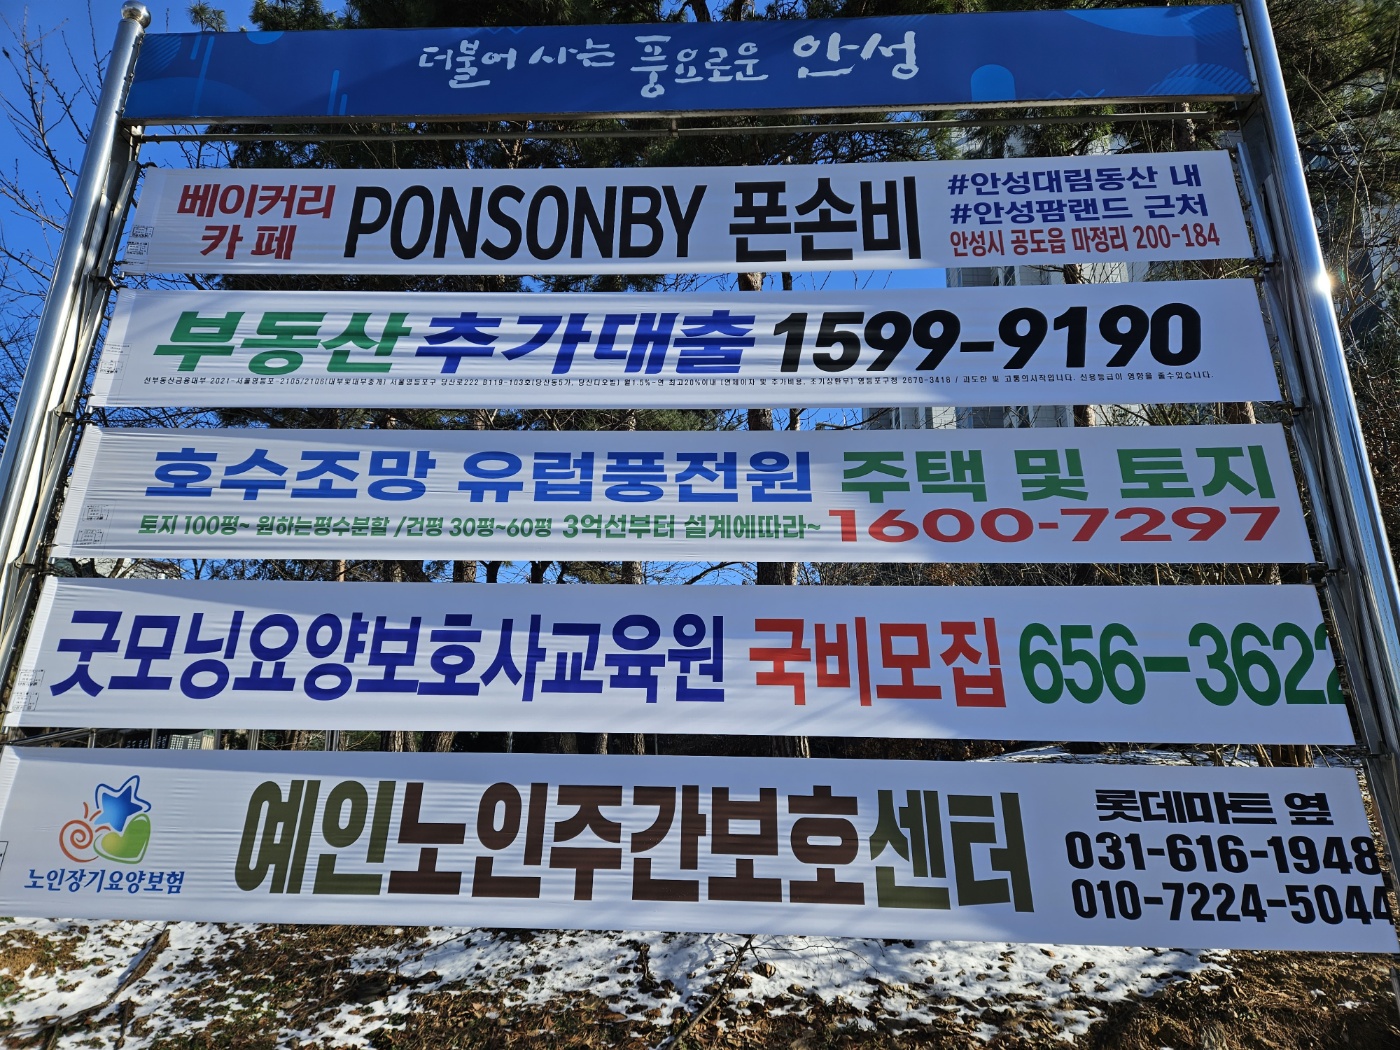 더불어 사는 풍요로운 안성
베이커리
카페
PONSONBY 폰손비
#안성대림동산 내
#안성팜랜드 근처
안성시 공도읍 마정리 200-184
부동산추가대출 1599-9190
호수조망 유럽풍전원 주택 및 토지
토지 100평~ 원하는평수분할 /건평 30평~60평 3억선부터 설계에따라~ 1600-7297
굿모닝요양보호사교육원 국비모집 656-3622
노인장기요양보험
예인노인주간보호센터
롯데마트 옆
031-616-1948
010-7224-5044